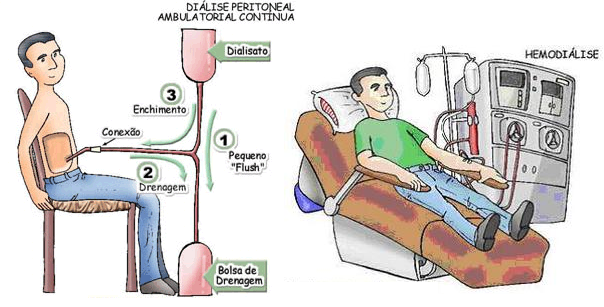 DIÁLISE PERITONEAL
AMBULATORIAL CONTÍNUA
Dialisato
3
Enchimento
Conexão
1
Pequeno
"Flush"
2
Drenagem
Bolsa de
Drenagem
HEMODIÁLISE